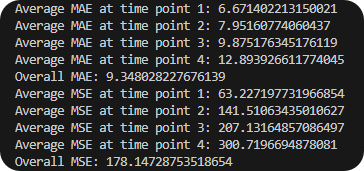 Average MAE at time point 1: 6.671402213150021
Average MAE at time point 2: 7.95160774060437
Average MAE at time point 3: 9.875176345176119
Average MAE at time point 4: 12.893926611774045
Overall MAE: 9.348028227676139
Average MSE at time point 1: 63.227197731966854
Average MSE at time point 2: 141.51063435010627
Average MSE at time point 3: 207.13164857086497
Average MSE at time point 4: 300.7196694878081
Overall MSE: 178.14728753518654